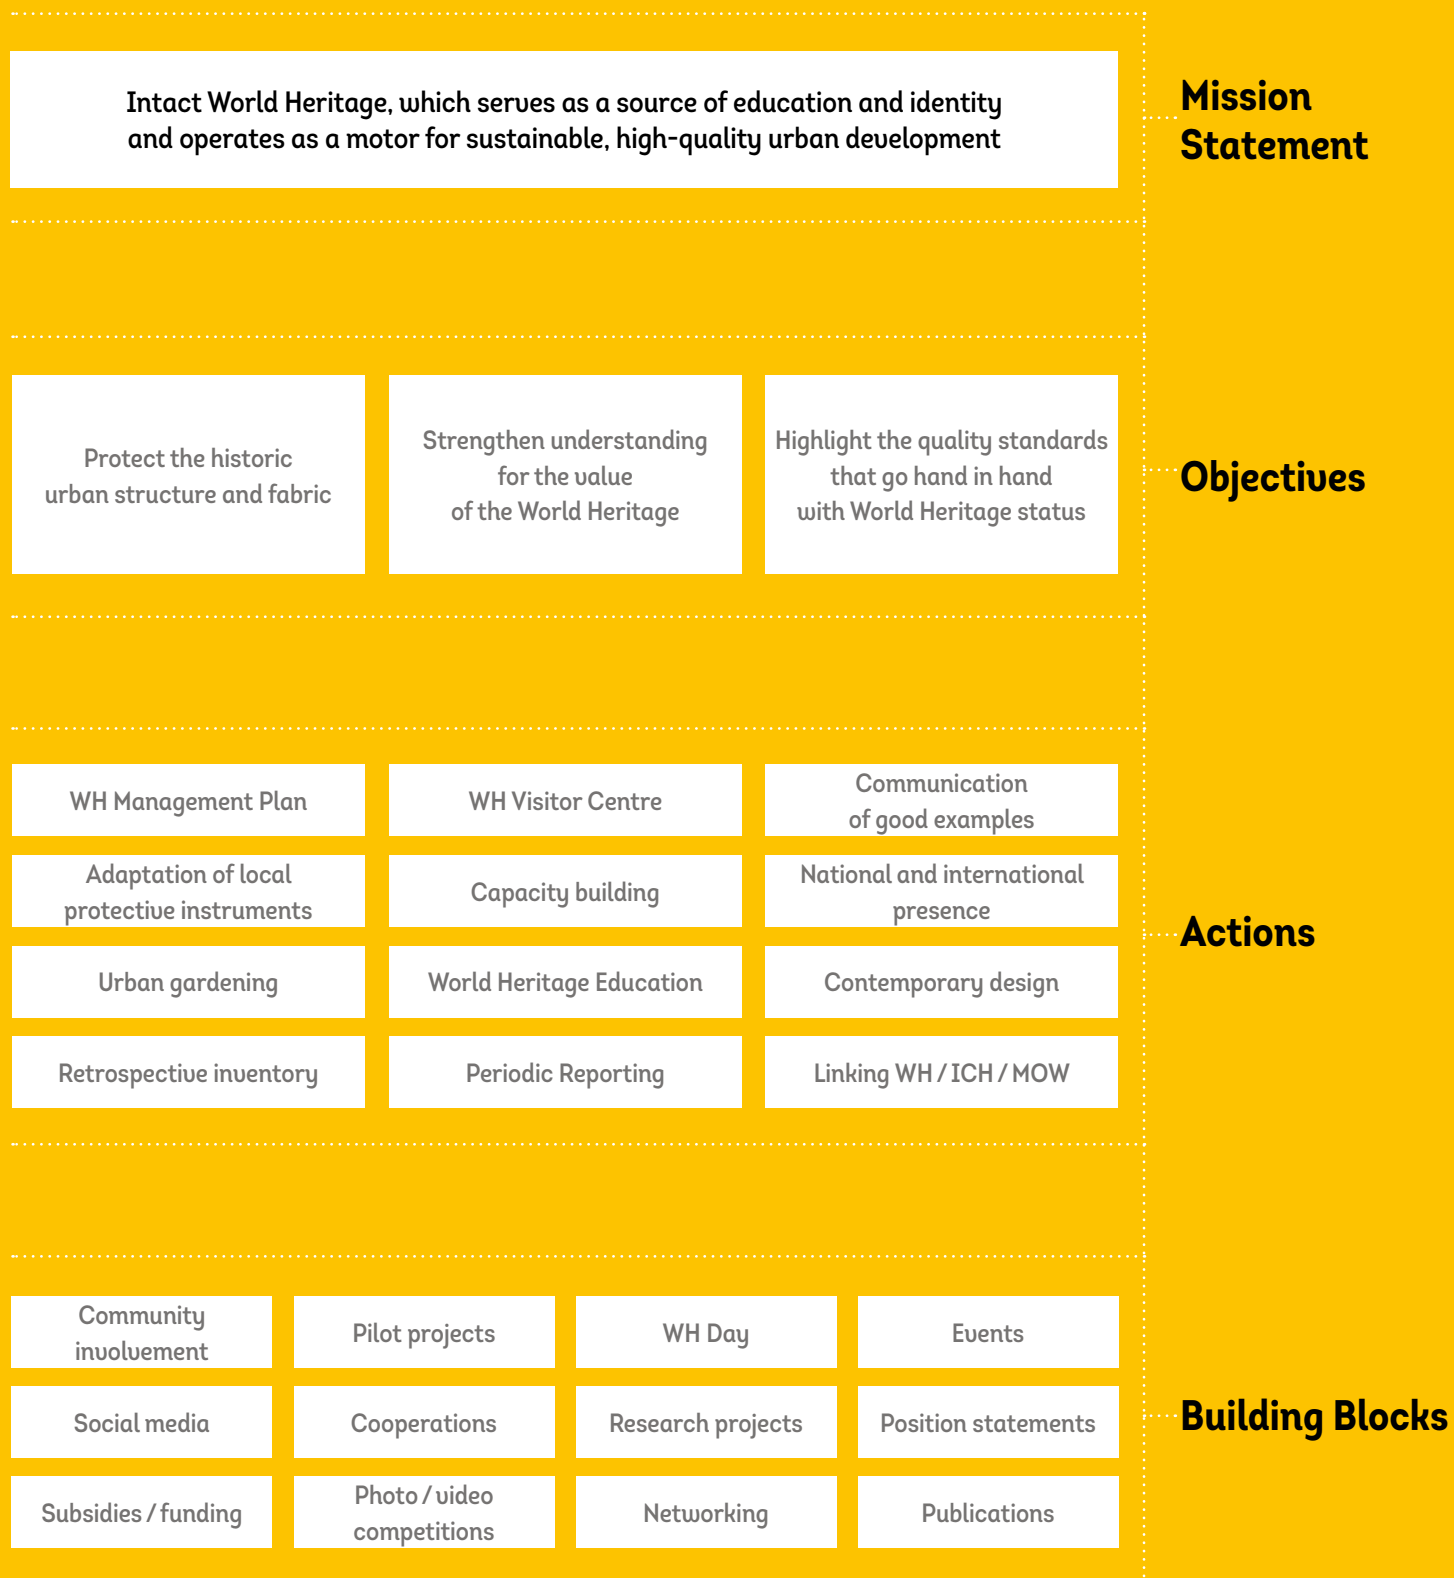 Intact World Heritage, which serves as a source of education and identity
and operates as a motor for sustainable, high-quality urban development
Mission
Statement
Protect the historic
urban structure and fabric
Strengthen understanding
for the value
of the World Heritage
Highlight the quality standards
that go hand in hand
with World Heritage status
Objectives
WH Management Plan
WH Visitor Centre
Communication
of good examples
Adaptation of local
protective instruments
Capacity building
National and international
presence
Urban gardening
World Heritage Education
Contemporary design
Retrospective inventory
Periodic Reporting
Linking WH / ICH / MOW
Actions
Community
involvement
Pilot projects
WH Day
Events
Social media
Cooperations
Research projects
Position statements
Subsidies / funding
Photo / video
competitions
Networking
Publications
Building Blocks